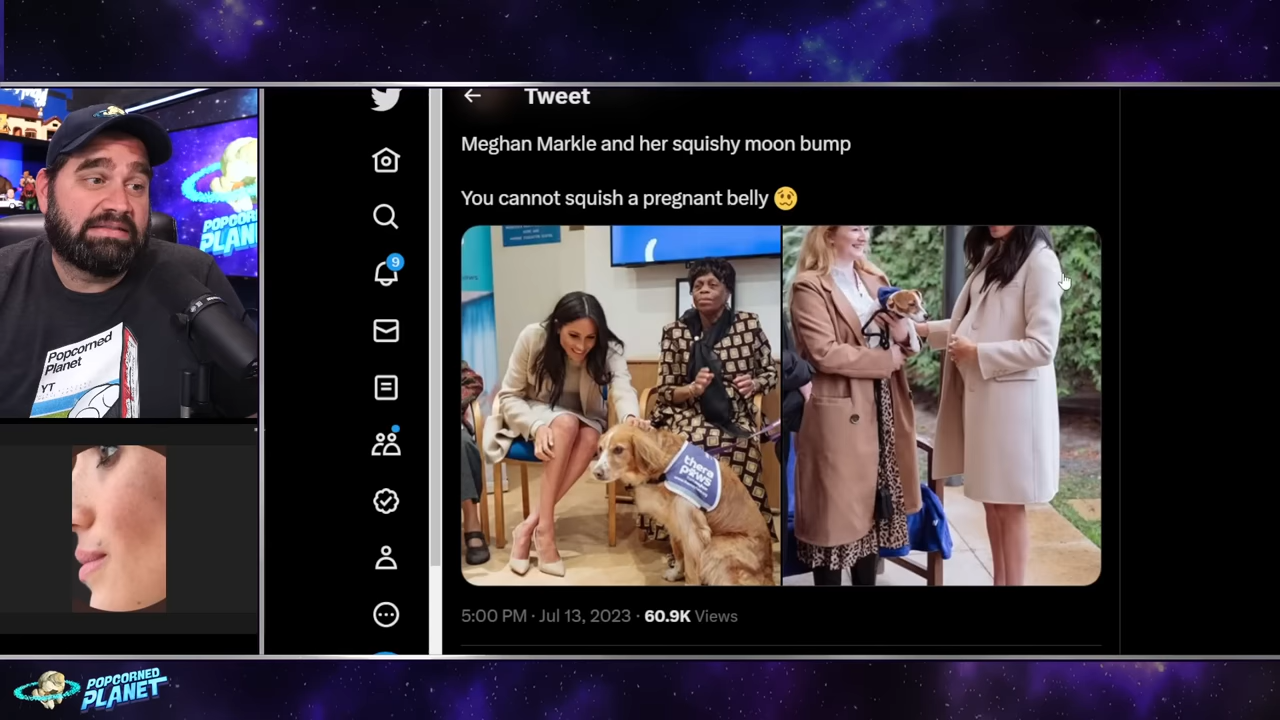 Tweet
Meghan Markle and her squishy moon bump
You cannot squish a pregnant belly 🥴
9
Popcorned
Planet
YT
thera
paws
5:00 PM · Jul 13, 2023 · 60.9K Views
POPCORNED
PLANET